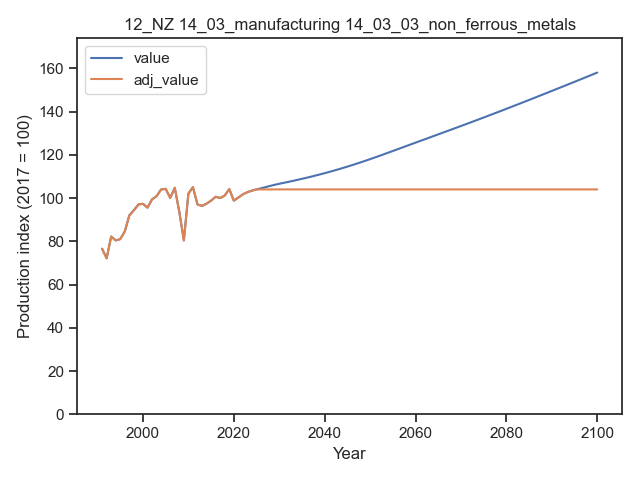 12_NZ 14_03_manufacturing 14_03_03_non_ferrous_metals
value
adj_value
Production index (2017 = 100)
160
140
120
100
80
60
40
20
0
2000 2020 2040 2060 2080 2100
Year